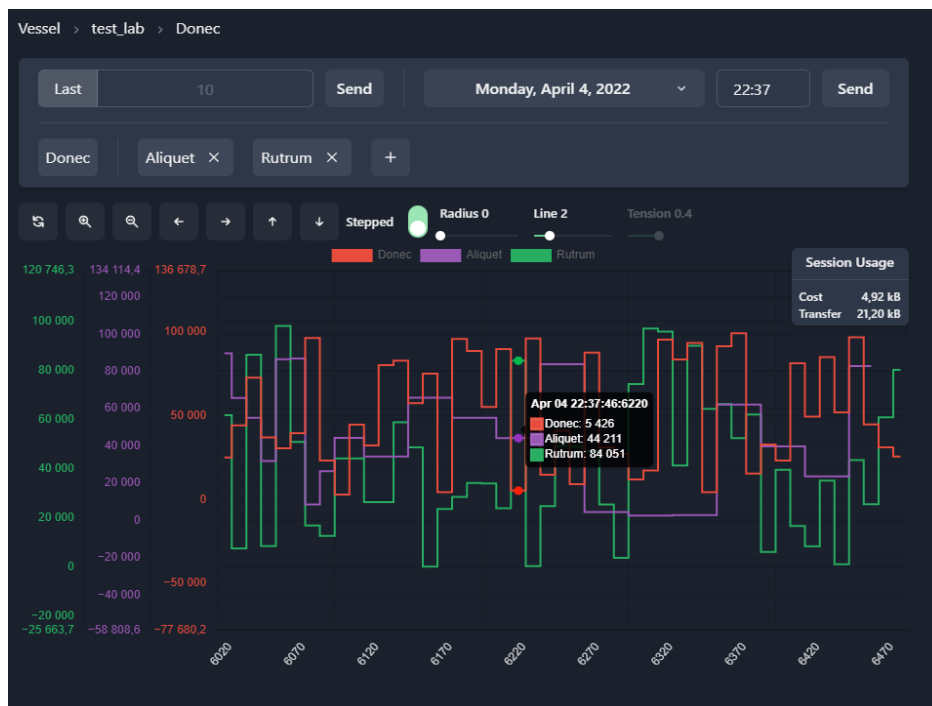 Vessel > test_lab > Donec
Last 10 Send Monday, April 4, 2022 22:37 Send
Donec Aliquet × Rutrum × +
Stepped Radius 0 Line 2 Tension 0.4
Donec Aliquet Rutrum
Session Usage
Cost 4,92 kB
Transfer 21,20 kB
120 746,3 134 114,4 136 678,7
120 000
100 000 100 000 100 000
80 000 80 000
60 000 60 000 50 000
40 000 40 000
20 000 20 000 0
0 0
−20 000 −20 000 −50 000
−40 000
−25 663,7 −58 808,6 −77 680,2
Apr 04 22:37:46:6220
Donec: 5 426
Aliquet: 44 211
Rutrum: 84 051
6020 6070 6120 6170 6220 6270 6320 6370 6420 6470